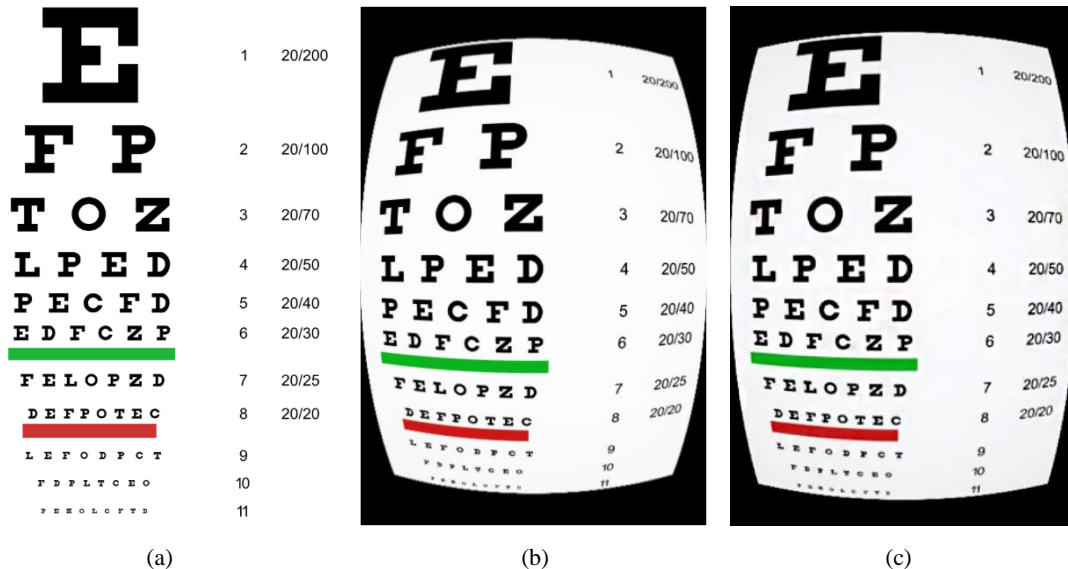 E 1 20/200
F P 2 20/100
T O Z 3 20/70
L P E D 4 20/50
P E C F D 5 20/40
E D F C Z P 6 20/30
F E L O P Z D 7 20/25
D E F P O T E C 8 20/20
L E F O D P C T 9
F D P L T C E O 10
P E Z O L C F T D 11
(a)
E 1 20/200
F P 2 20/100
T O Z 3 20/70
L P E D 4 20/50
P E C F D 5 20/40
E D F C Z P 6 20/30
F E L O P Z D 7 20/25
D E F P O T E C 8 20/20
L E F O D P C T 9
F D P L T C E O 10
11
(b)
E 1 20/200
F P 2 20/100
T O Z 3 20/70
L P E D 4 20/50
P E C F D 5 20/40
E D F C Z P 6 20/30
F E L O P Z D 7 20/25
D E F P O T E C 8 20/20
L E F O D P C T 9
F D P L T C E O 10
11
(c)